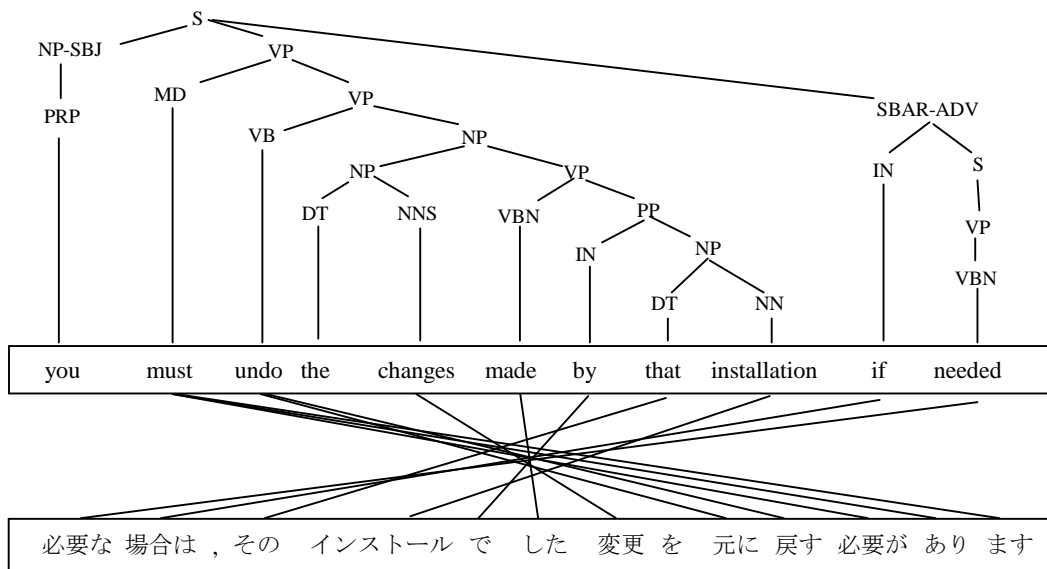 S
NP-SBJ VP
MD VP SBAR-ADV
PRP VB NP
NP VP IN S
DT NNS VBN PP VP
IN NP
DT NN VBN
you must undo the changes made by that installation if needed
必要な 場合は , その インストール で した 変更 を 元に 戻す 必要が あり ます